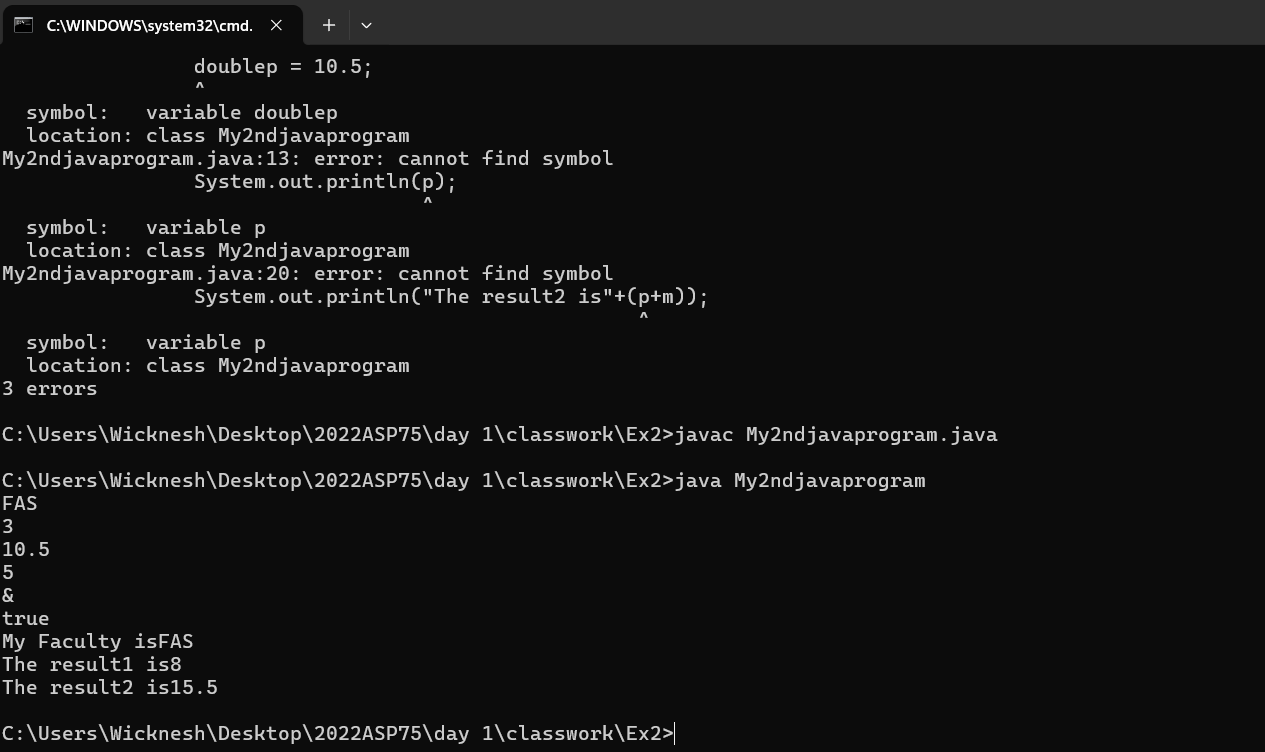 C:\WINDOWS\system32\cmd.
doublep = 10.5;
^
symbol:   variable doublep
location: class My2ndjavaprogram
My2ndjavaprogram.java:13: error: cannot find symbol
System.out.println(p);
^
symbol:   variable p
location: class My2ndjavaprogram
My2ndjavaprogram.java:20: error: cannot find symbol
System.out.println("The result2 is"+(p+m));
^
symbol:   variable p
location: class My2ndjavaprogram
3 errors
C:\Users\Wicknesh\Desktop\2022ASP75\day 1\classwork\Ex2>javac My2ndjavaprogram.java
C:\Users\Wicknesh\Desktop\2022ASP75\day 1\classwork\Ex2>java My2ndjavaprogram
FAS
3
10.5
5
&
true
My Faculty isFAS
The result1 is8
The result2 is15.5
C:\Users\Wicknesh\Desktop\2022ASP75\day 1\classwork\Ex2>